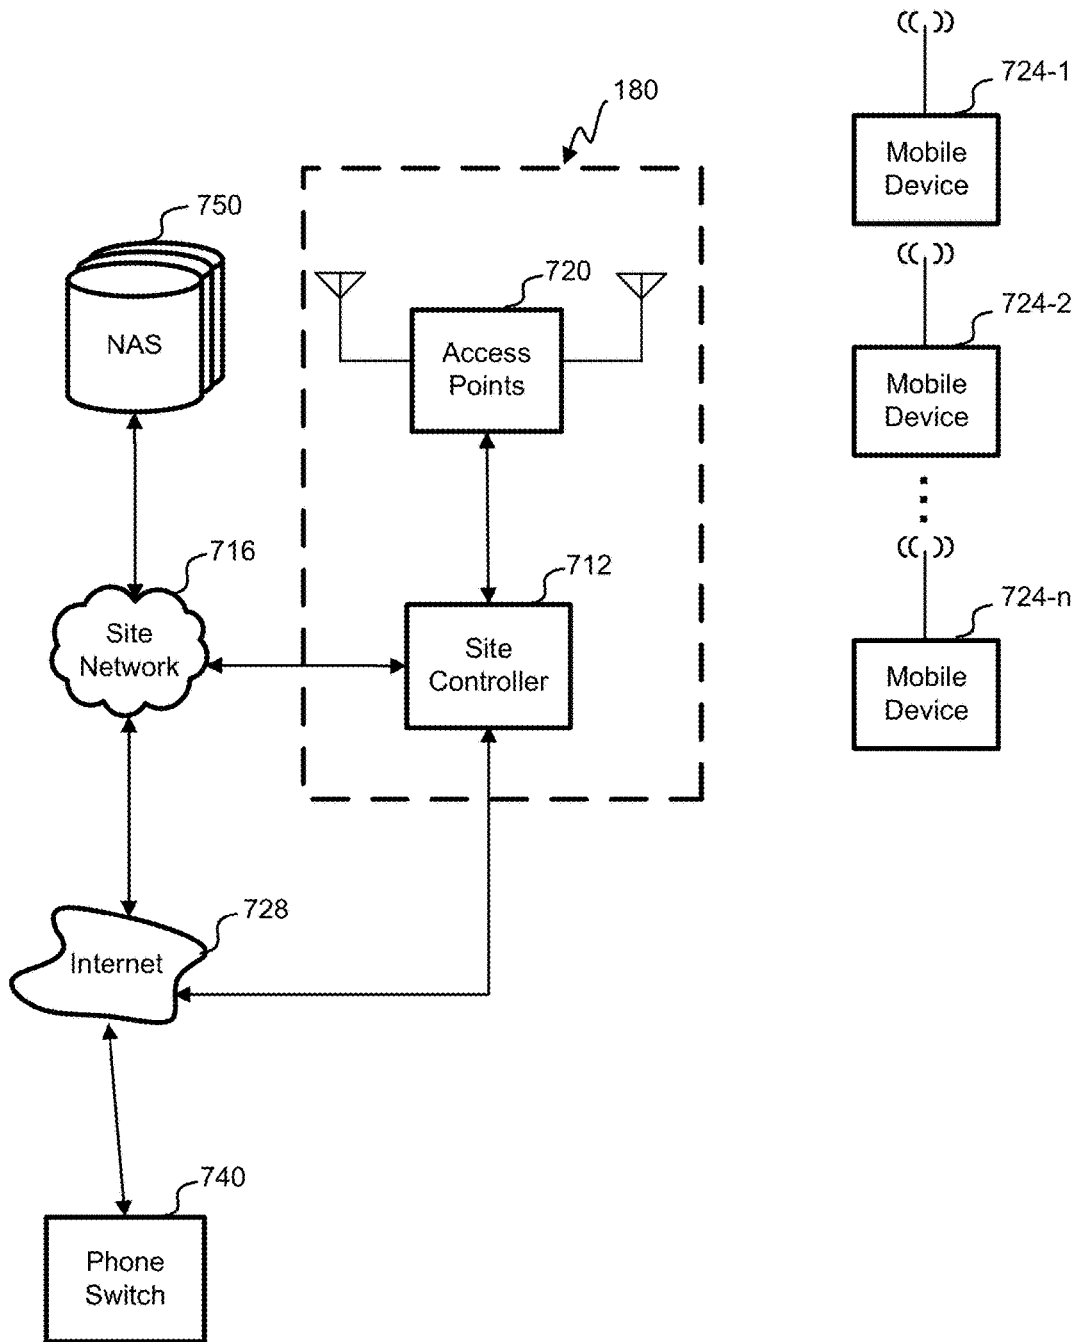 724-1
180
Mobile
Device
750
720
724-2
NAS
Access
Points
Mobile
Device
716
712
724-n
Site
Network
Site
Controller
Mobile
Device
728
Internet
740
Phone
Switch